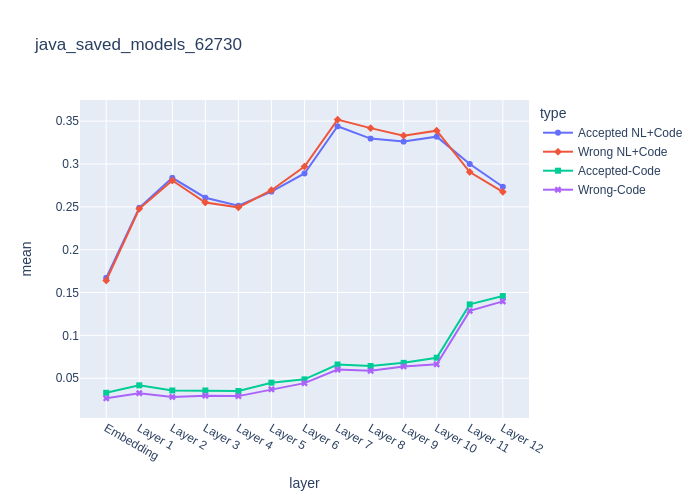 java_saved_models_62730
type
Accepted NL+Code
Wrong NL+Code
Accepted-Code
Wrong-Code
mean
0.35
0.3
0.25
0.2
0.15
0.1
0.05
Embedding
Layer 1
Layer 2
Layer 3
Layer 4
Layer 5
Layer 6
Layer 7
Layer 8
Layer 9
Layer 10
Layer 11
Layer 12
layer